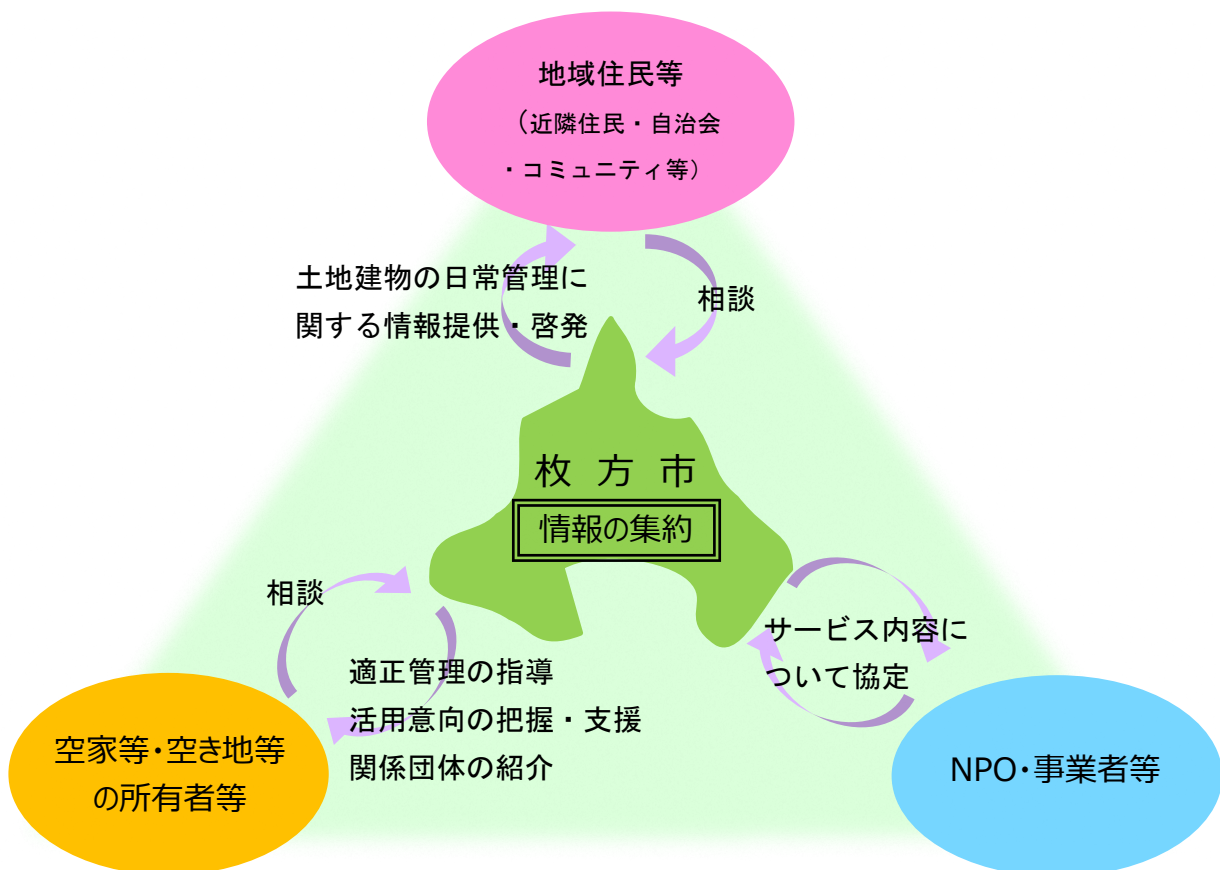 地域住民等
（近隣住民・自治会
・コミュニティ等）
土地建物の日常管理に
関する情報提供・啓発
相談
枚方市
情報の集約
相談
適正管理の指導
活用意向の把握・支援
関係団体の紹介
サービス内容に
ついて協定
空家等・空き地等
の所有者等
NPO・事業者等